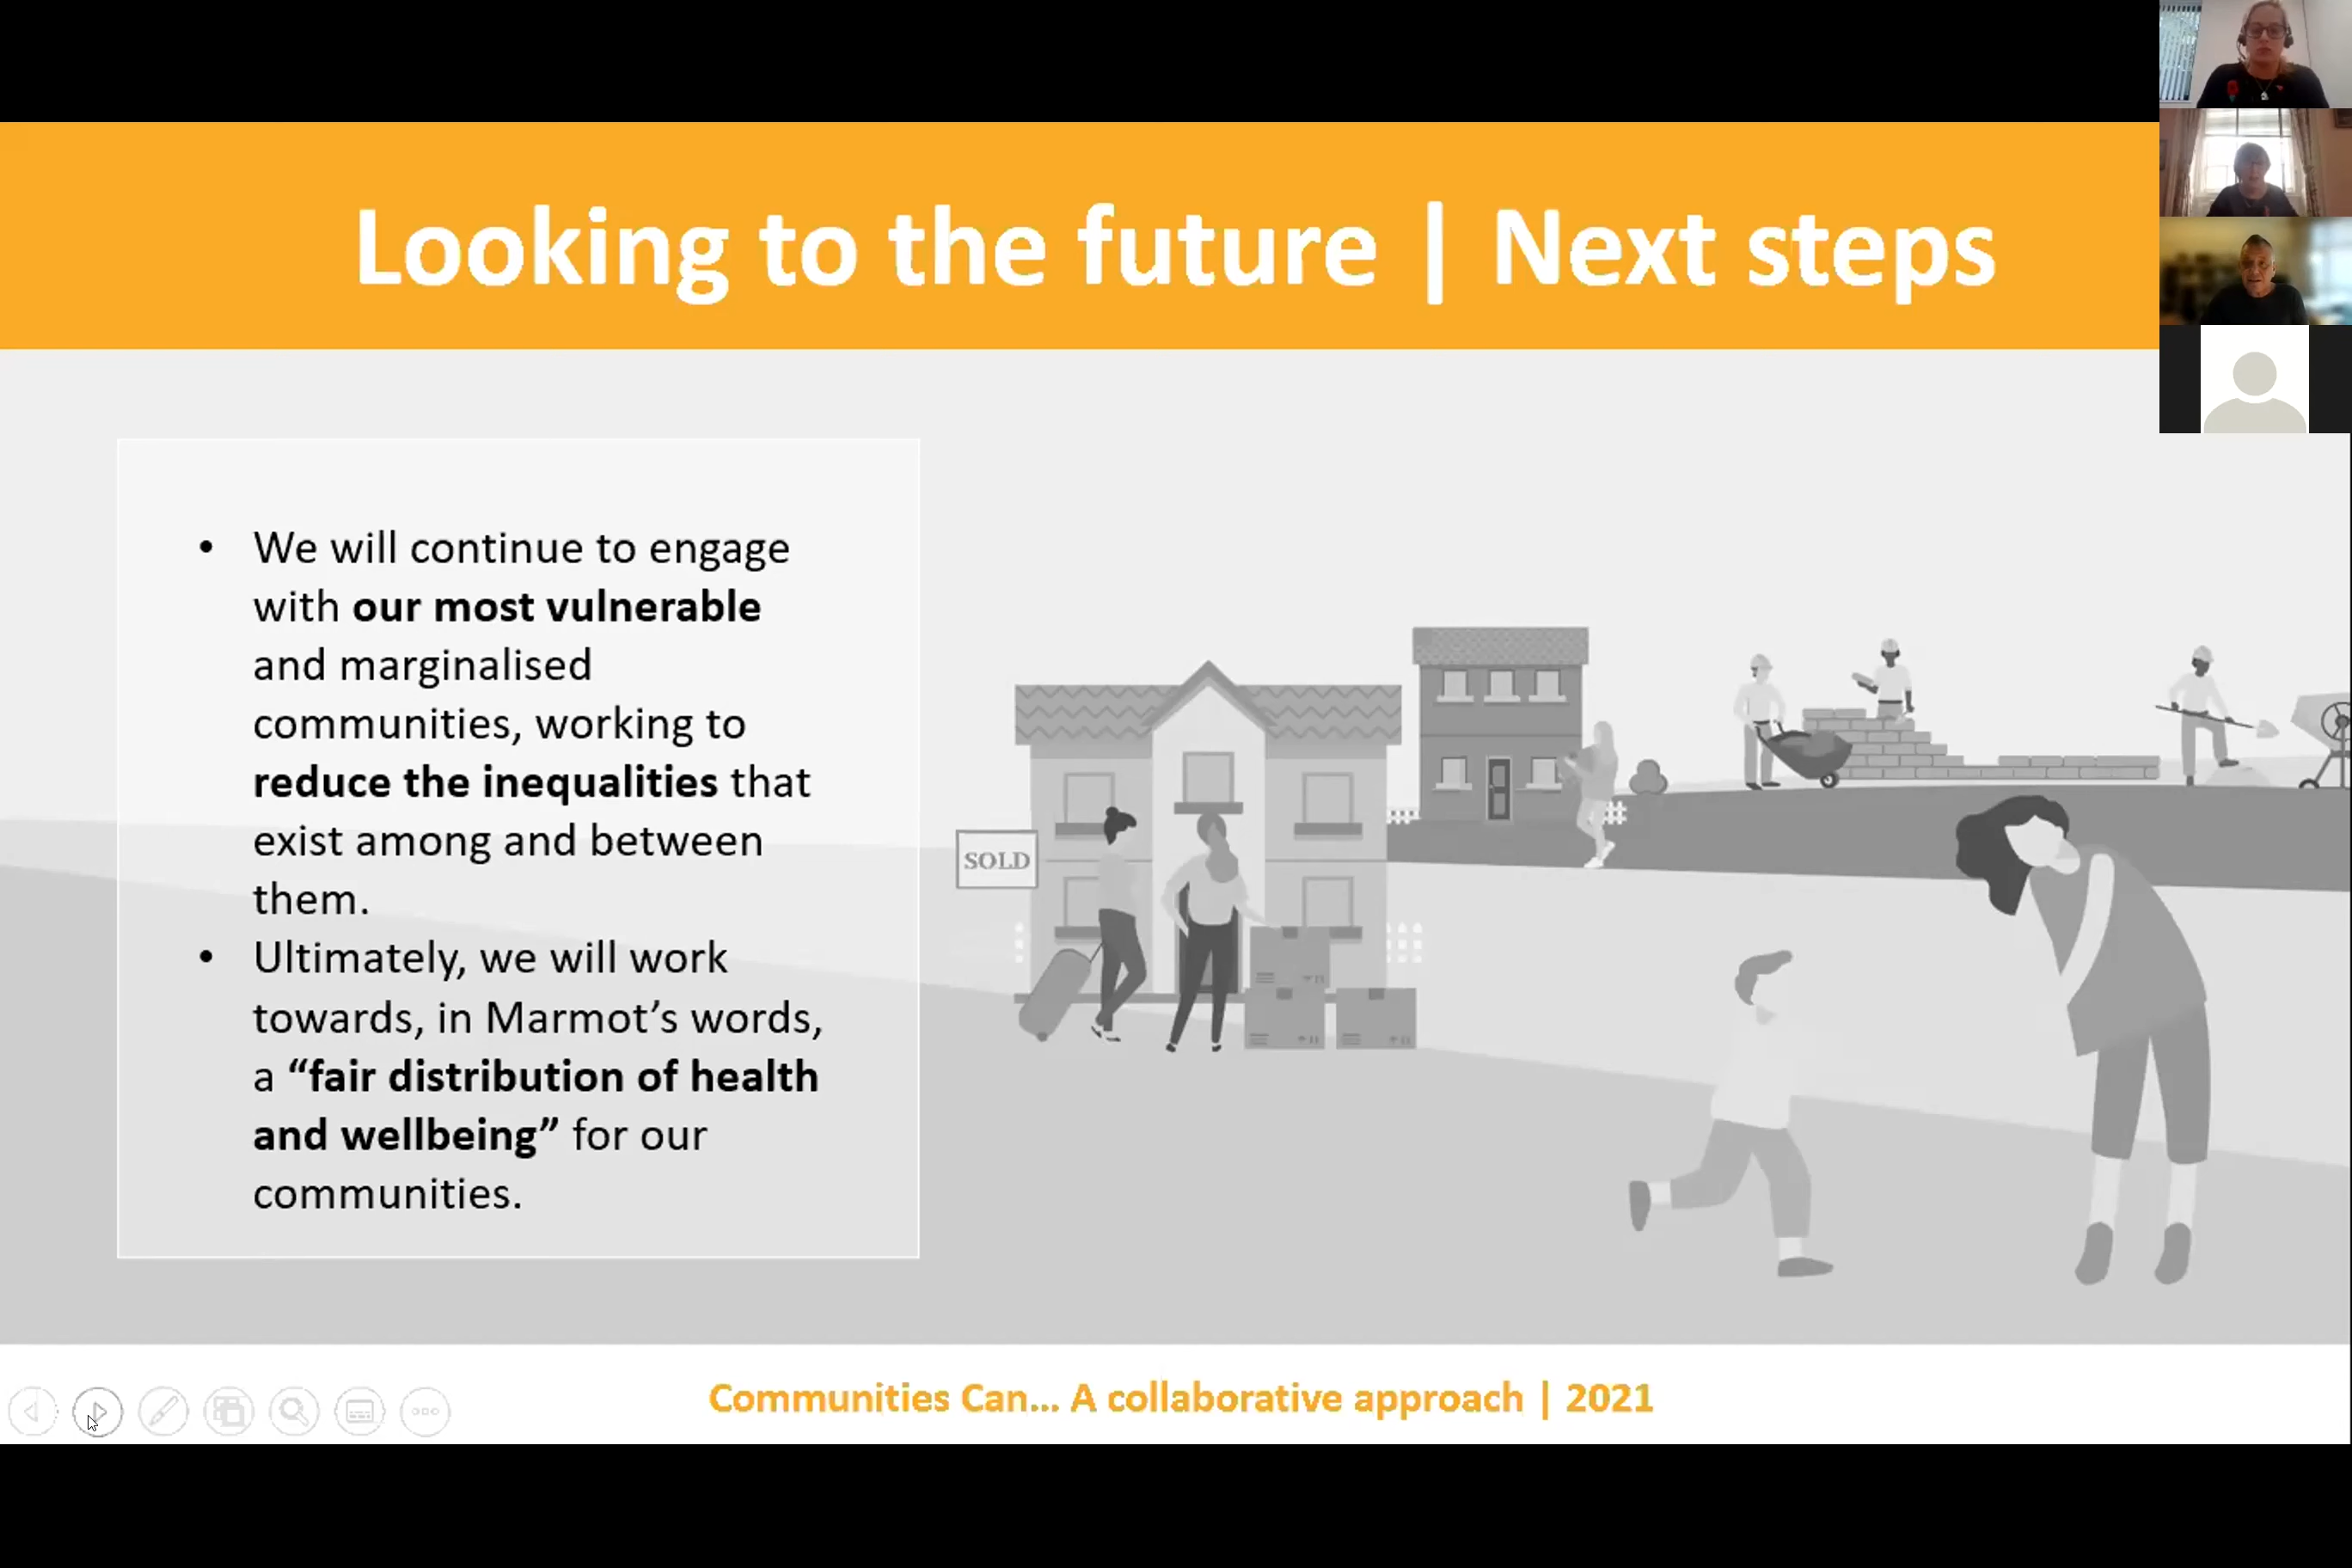 Looking to the future | Next steps
• We will continue to engage
with our most vulnerable
and marginalised
communities, working to
reduce the inequalities that
exist among and between
them.
• Ultimately, we will work
towards, in Marmot’s words,
a “fair distribution of health
and wellbeing” for our
communities.
SOLD
Communities Can... A collaborative approach | 2021